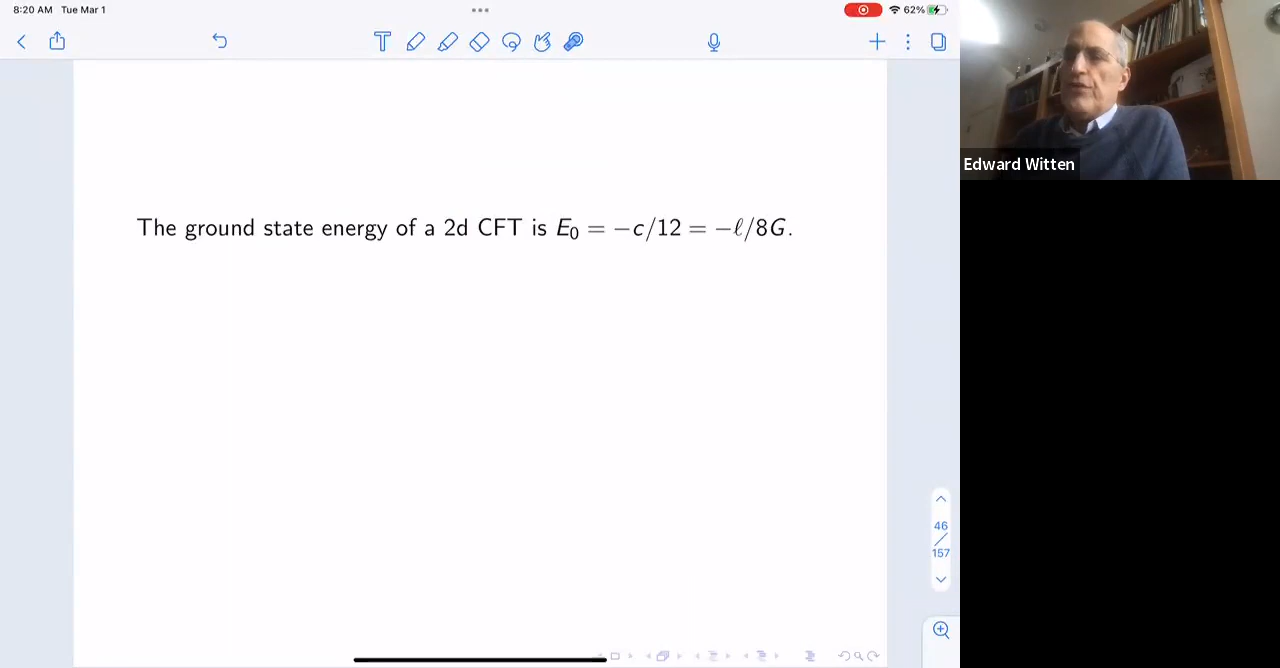 8:20 AM Tue Mar 1
62%
T
Edward Witten
The ground state energy of a 2d CFT is E₀ = −c/12 = −ℓ/8G.
46
157